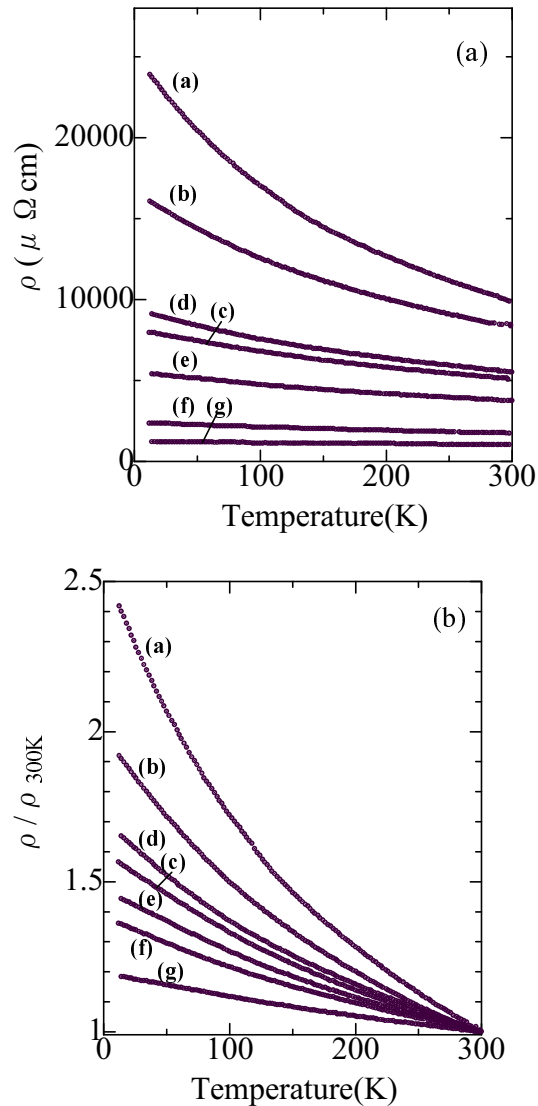 (a)
(a)
20000
(b)
ρ ( μ Ω cm)
10000
(d)
(c)
(e)
(f)
(g)
0
0
100
200
300
Temperature(K)
2.5
(b)
(a)
2
(b)
ρ / ρ 300K
(d)
(c)
1.5
(e)
(f)
(g)
1
0
100
200
300
Temperature(K)